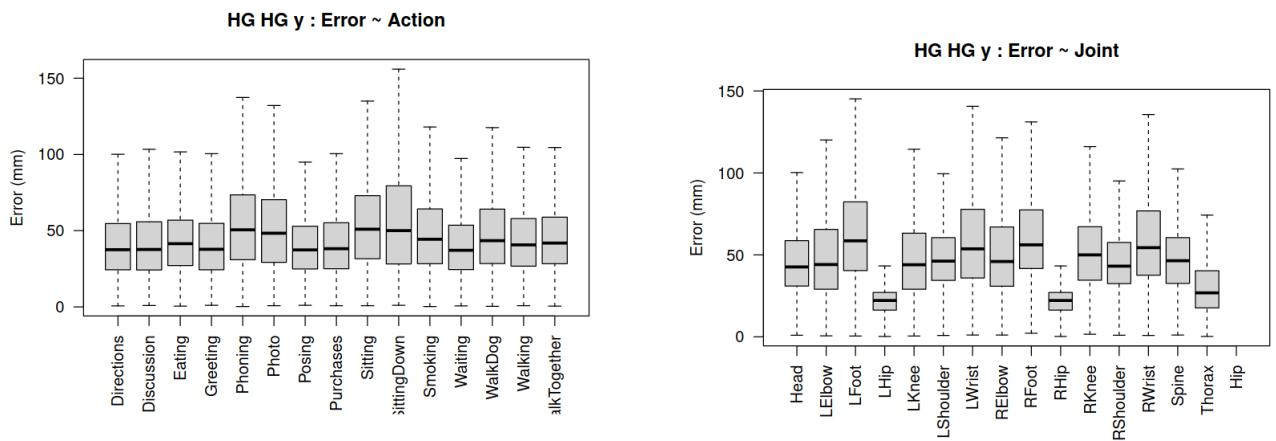 HG HG y : Error ~ Action
Error (mm)
150
100
50
0
Directions
Discussion
Eating
Greeting
Phoning
Photo
Posing
Purchases
Sitting
SittingDown
Smoking
Waiting
WalkDog
Walking
alkTogether
HG HG y : Error ~ Joint
Error (mm)
150
100
50
0
Head
LElbow
LFoot
LHip
LKnee
LShoulder
LWrist
RElbow
RFoot
RHip
RKnee
RShoulder
RWrist
Spine
Thorax
Hip